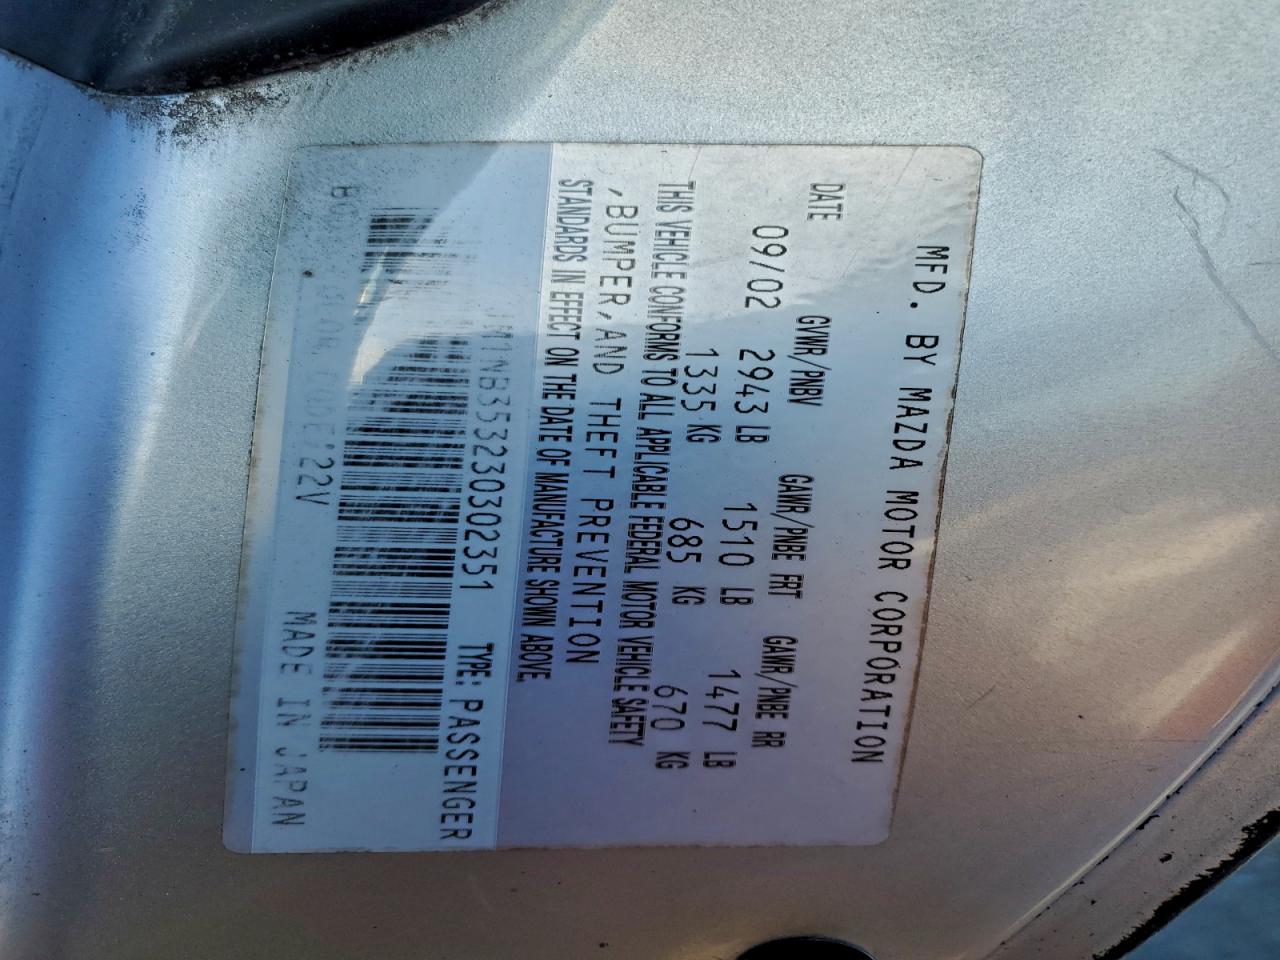 MFD. BY MAZDA MOTOR CORPORATION
DATE GVWR/PNBV GAWR/PNBE FRT GAWR/PNBE RR
09/02 2943 LB 1510 LB 1477 LB
1335 KG 685 KG 670 KG
THIS VEHICLE CONFORMS TO ALL APPLICABLE FEDERAL MOTOR VEHICLE SAFETY
,BUMPER,AND THEFT PREVENTION
STANDARDS IN EFFECT ON THE DATE OF MANUFACTURE SHOWN ABOVE.
M1NB353230302351 TYPE: PASSENGER
CODE:22V MADE IN JAPAN